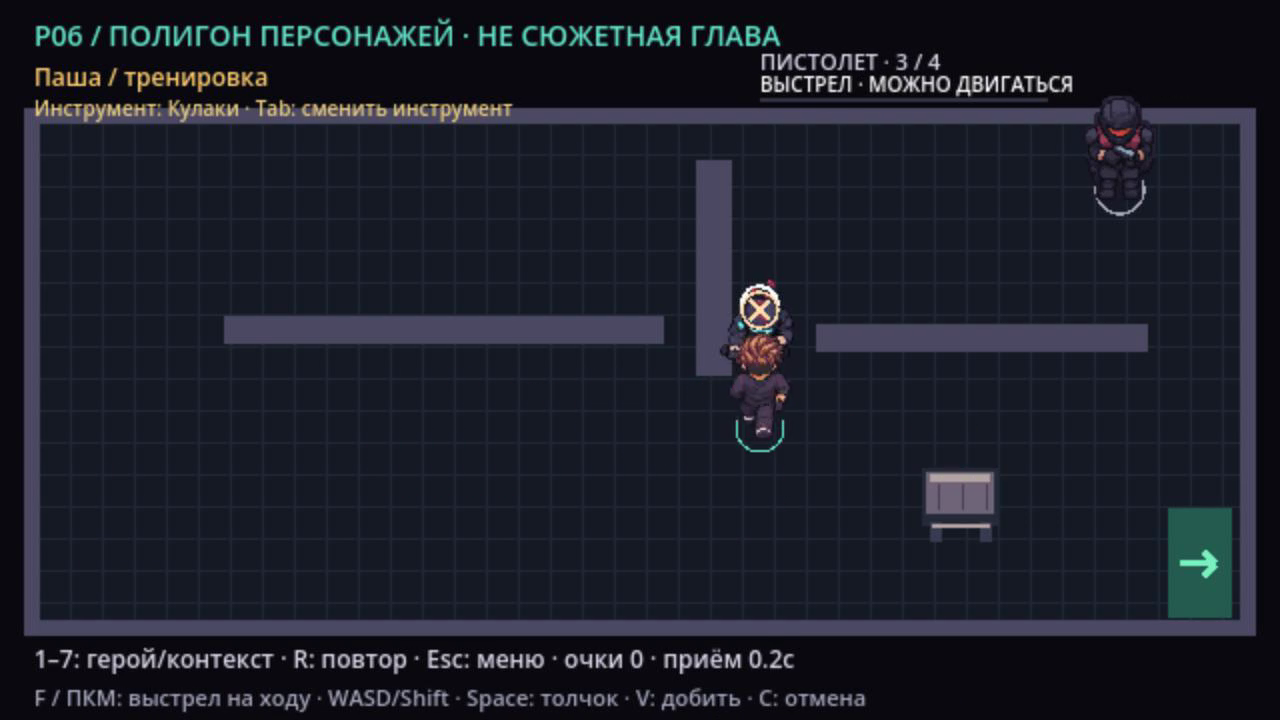 P06 / ПОЛИГОН ПЕРСОНАЖЕЙ · НЕ СЮЖЕТНАЯ ГЛАВА
ПИСТОЛЕТ · 3 / 4
Паша / тренировка
ВЫСТРЕЛ · МОЖНО ДВИГАТЬСЯ
Инструмент: Кулаки · Tab: сменить инструмент
1–7: герой/контекст · R: повтор · Esc: меню · очки 0 · приём 0.2с
F / ПКМ: выстрел на ходу · WASD/Shift · Space: толчок · V: добить · C: отмена